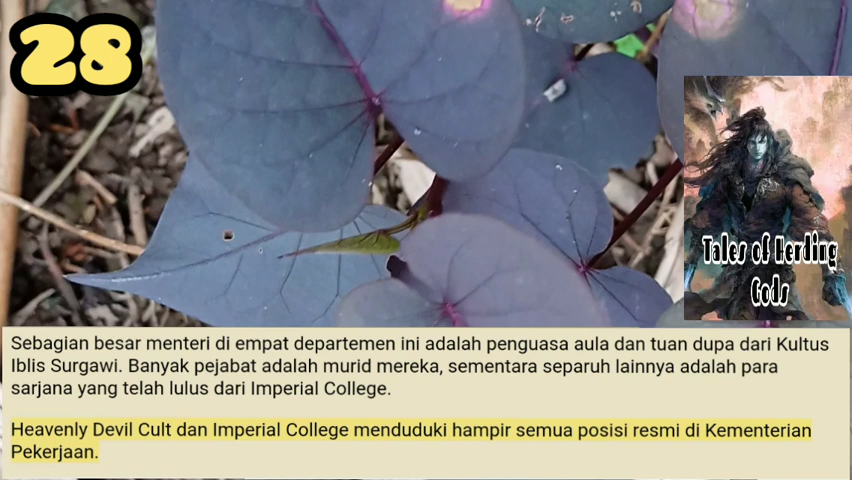 28
Tales of Herding
Gods
Sebagian besar menteri di empat departemen ini adalah penguasa aula dan tuan dupa dari Kultus
Iblis Surgawi. Banyak pejabat adalah murid mereka, sementara separuh lainnya adalah para
sarjana yang telah lulus dari Imperial College.
Heavenly Devil Cult dan Imperial College menduduki hampir semua posisi resmi di Kementerian
Pekerjaan.